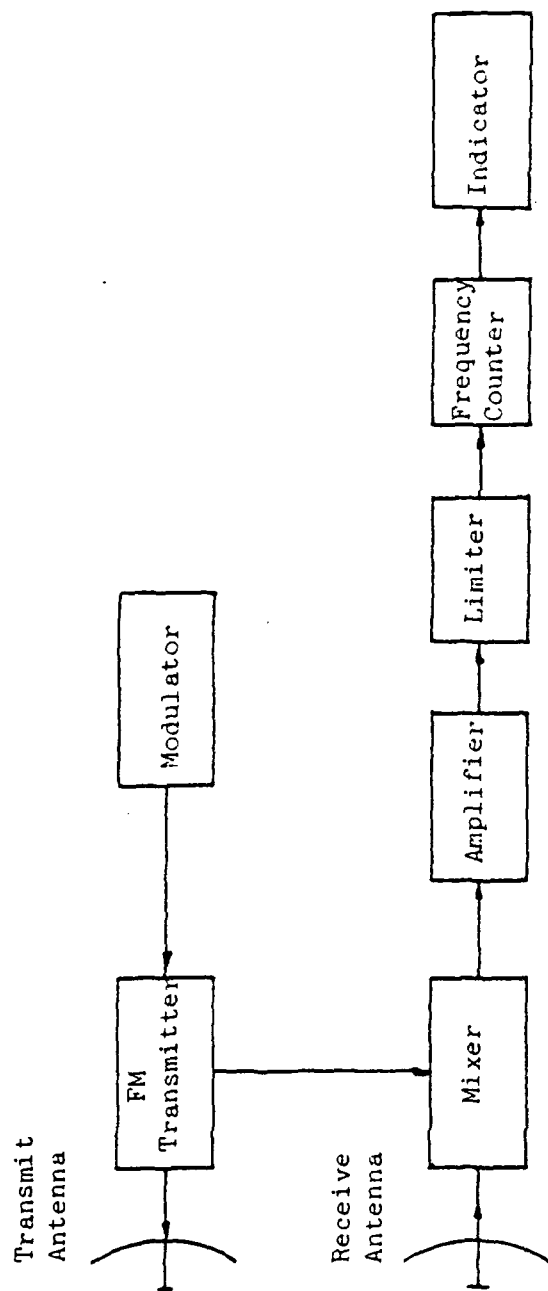 Transmit
Antenna
FM
Transmitter
Modulator
Receive
Antenna
Mixer
Amplifier
Limiter
Frequency
Counter
Indicator